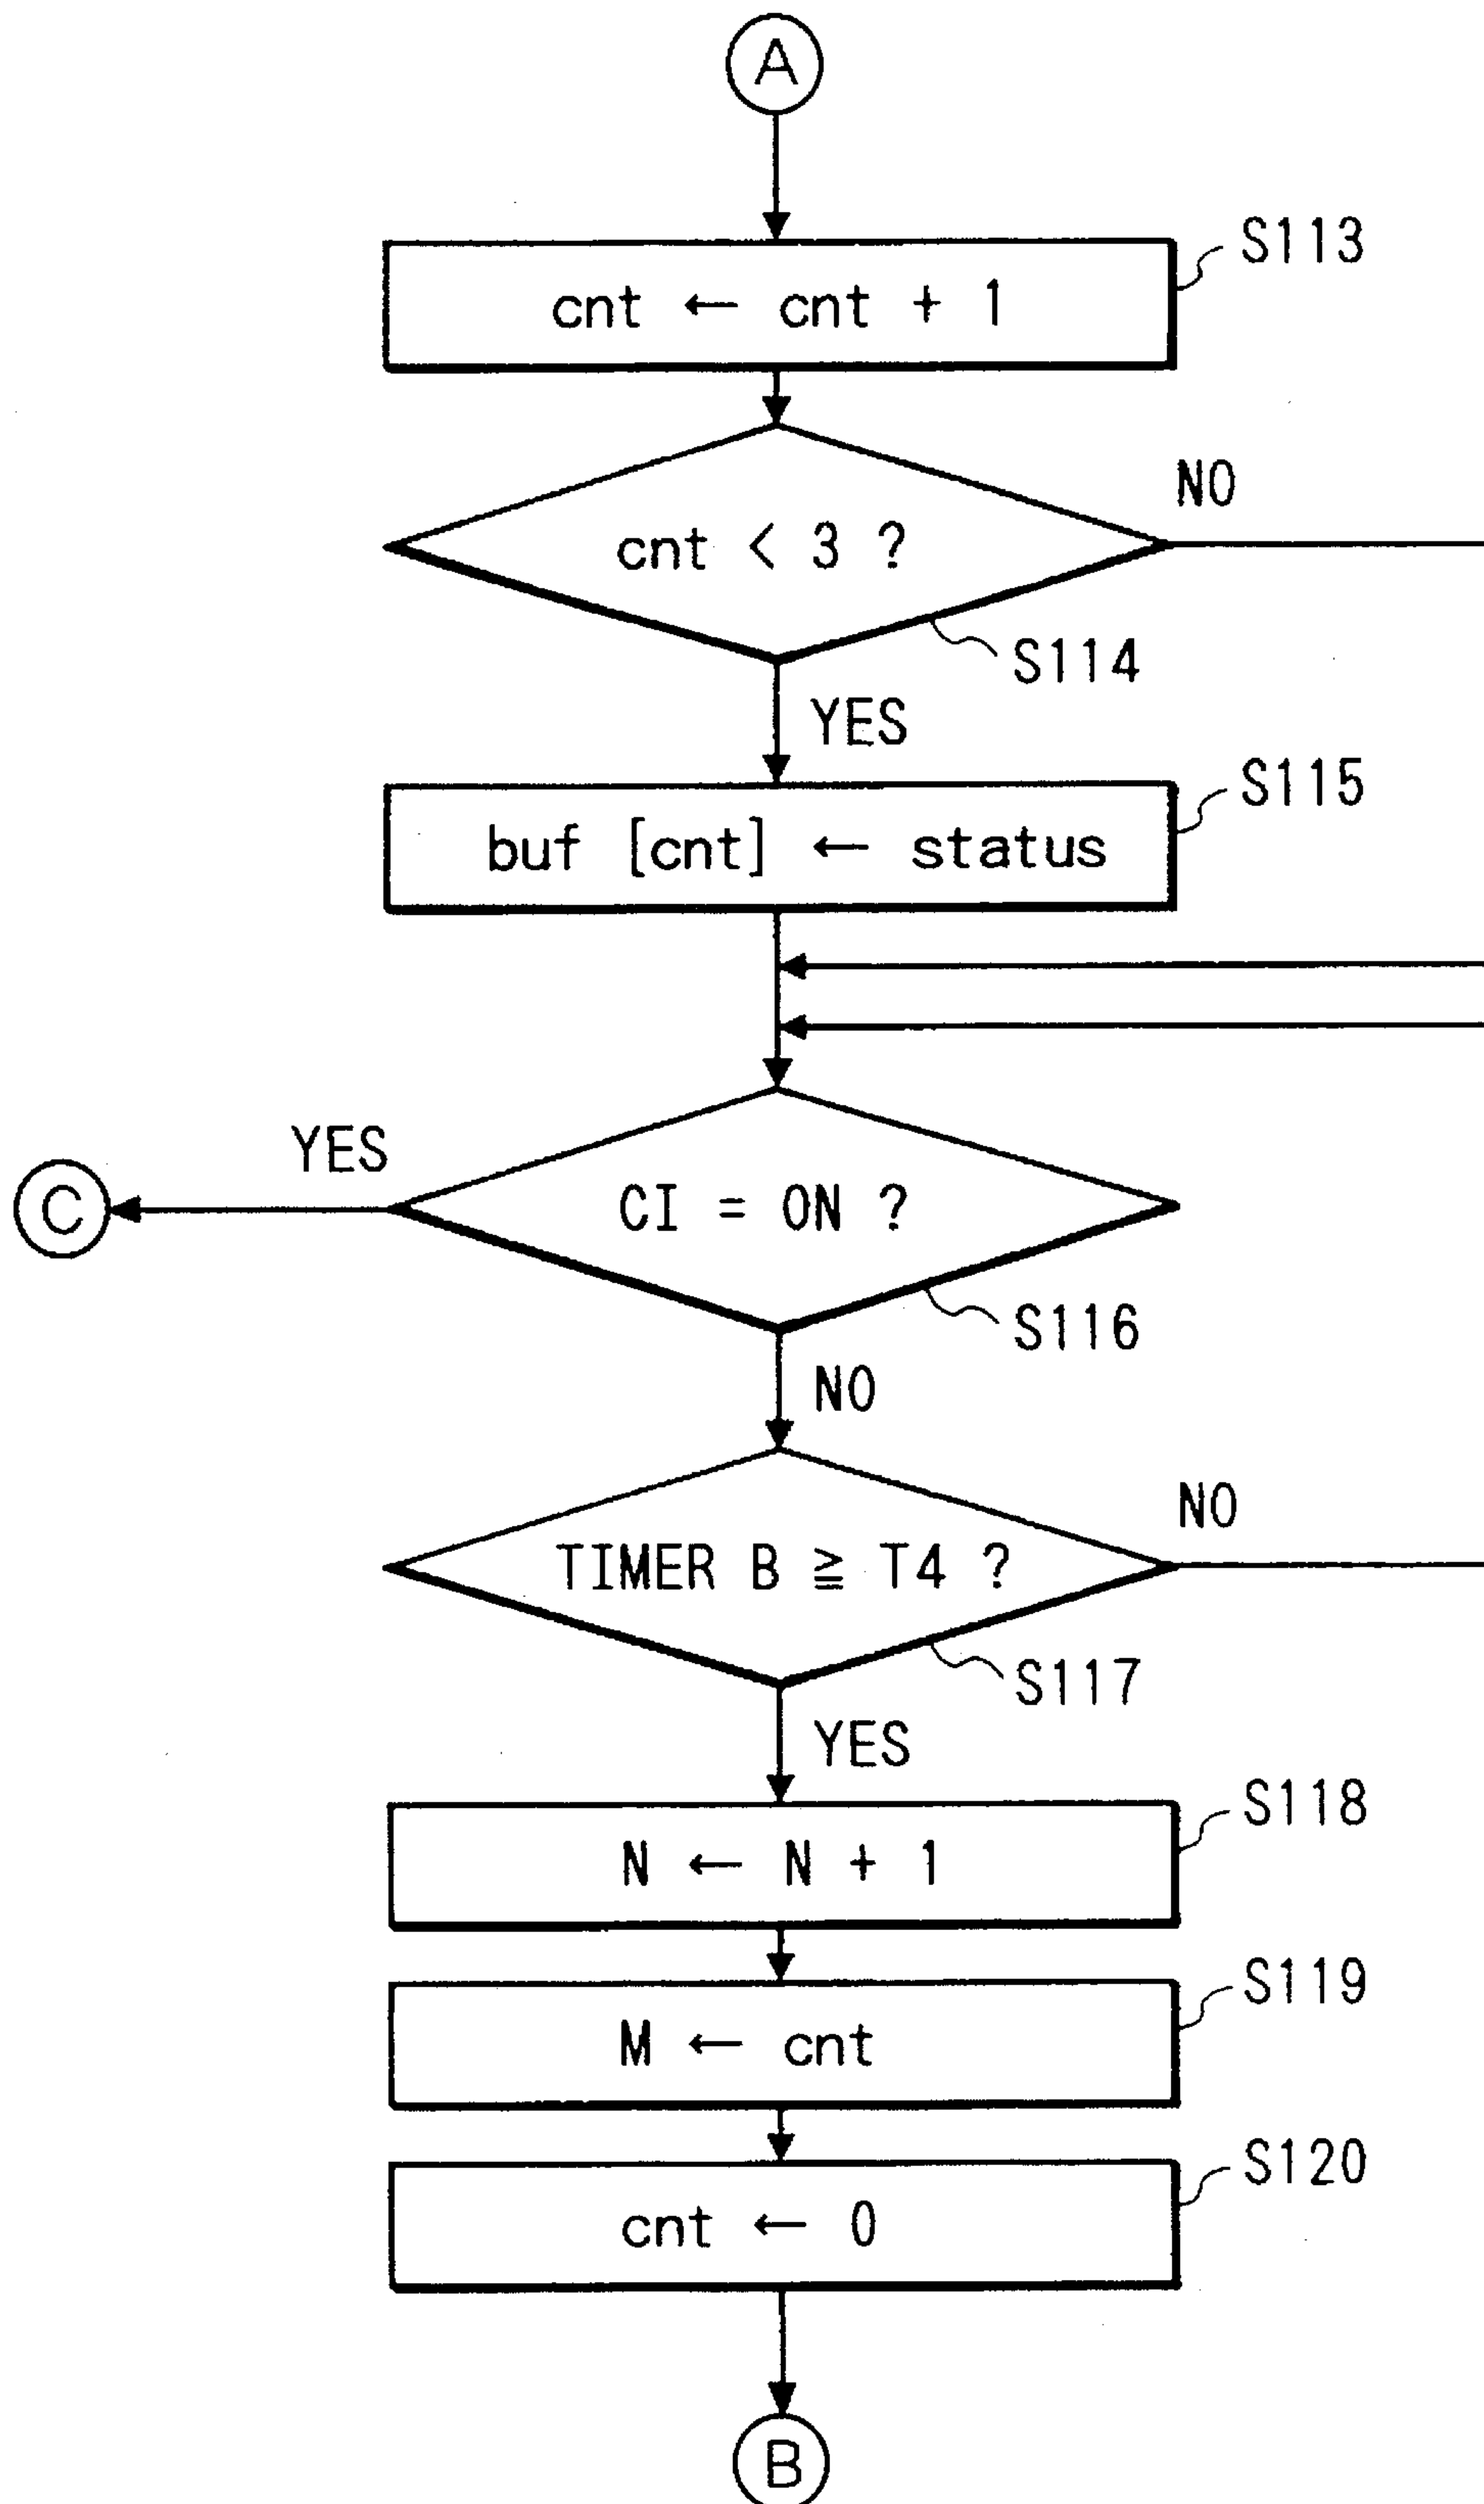 A
S113
cnt ← cnt + 1
NO
cnt < 3 ?
S114
YES
S115
buf [cnt] ← status
YES
C
CI = ON ?
S116
NO
NO
TIMER B ≧ T4 ?
S117
YES
S118
N ← N + 1
S119
M ← cnt
S120
cnt ← 0
B